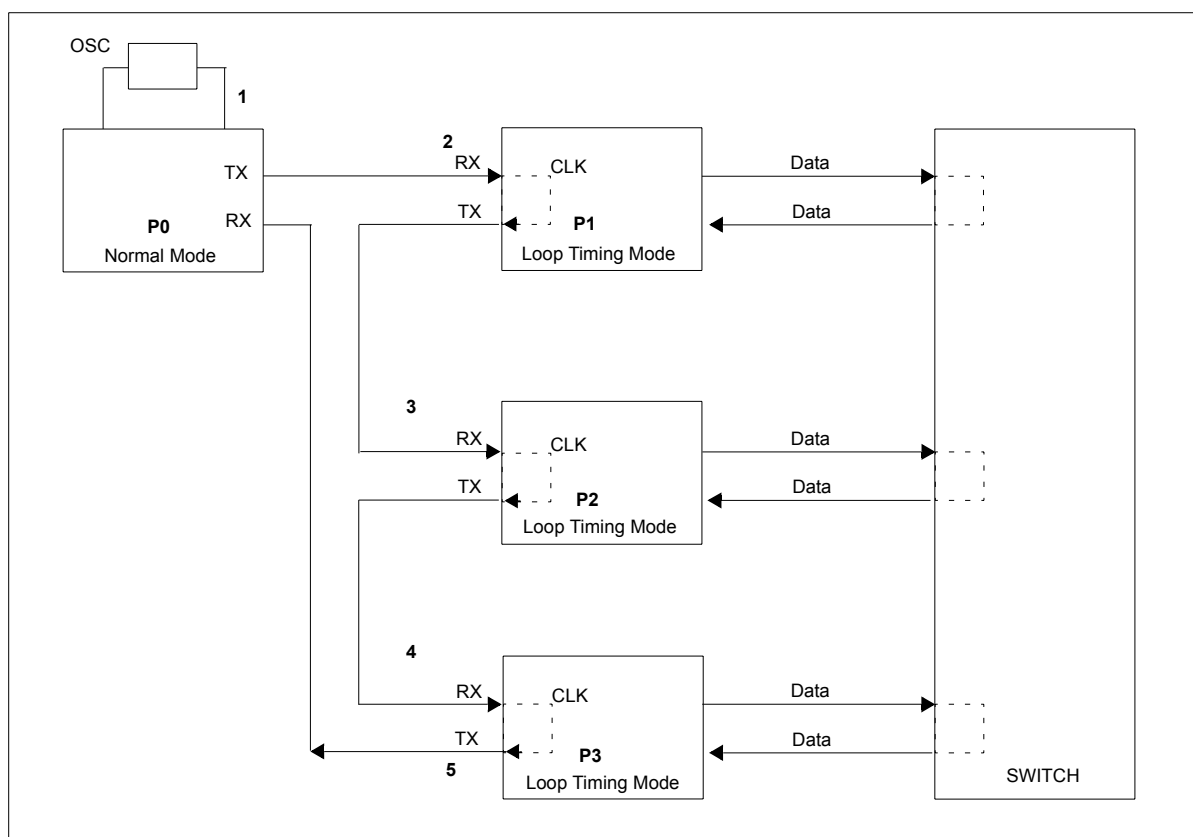 OSC
1
TX
RX
P0
Normal Mode
2
RX
CLK
TX
P1
Loop Timing Mode
Data
Data
3
RX
CLK
TX
P2
Loop Timing Mode
Data
Data
4
RX
CLK
TX
5
P3
Loop Timing Mode
Data
Data
SWITCH